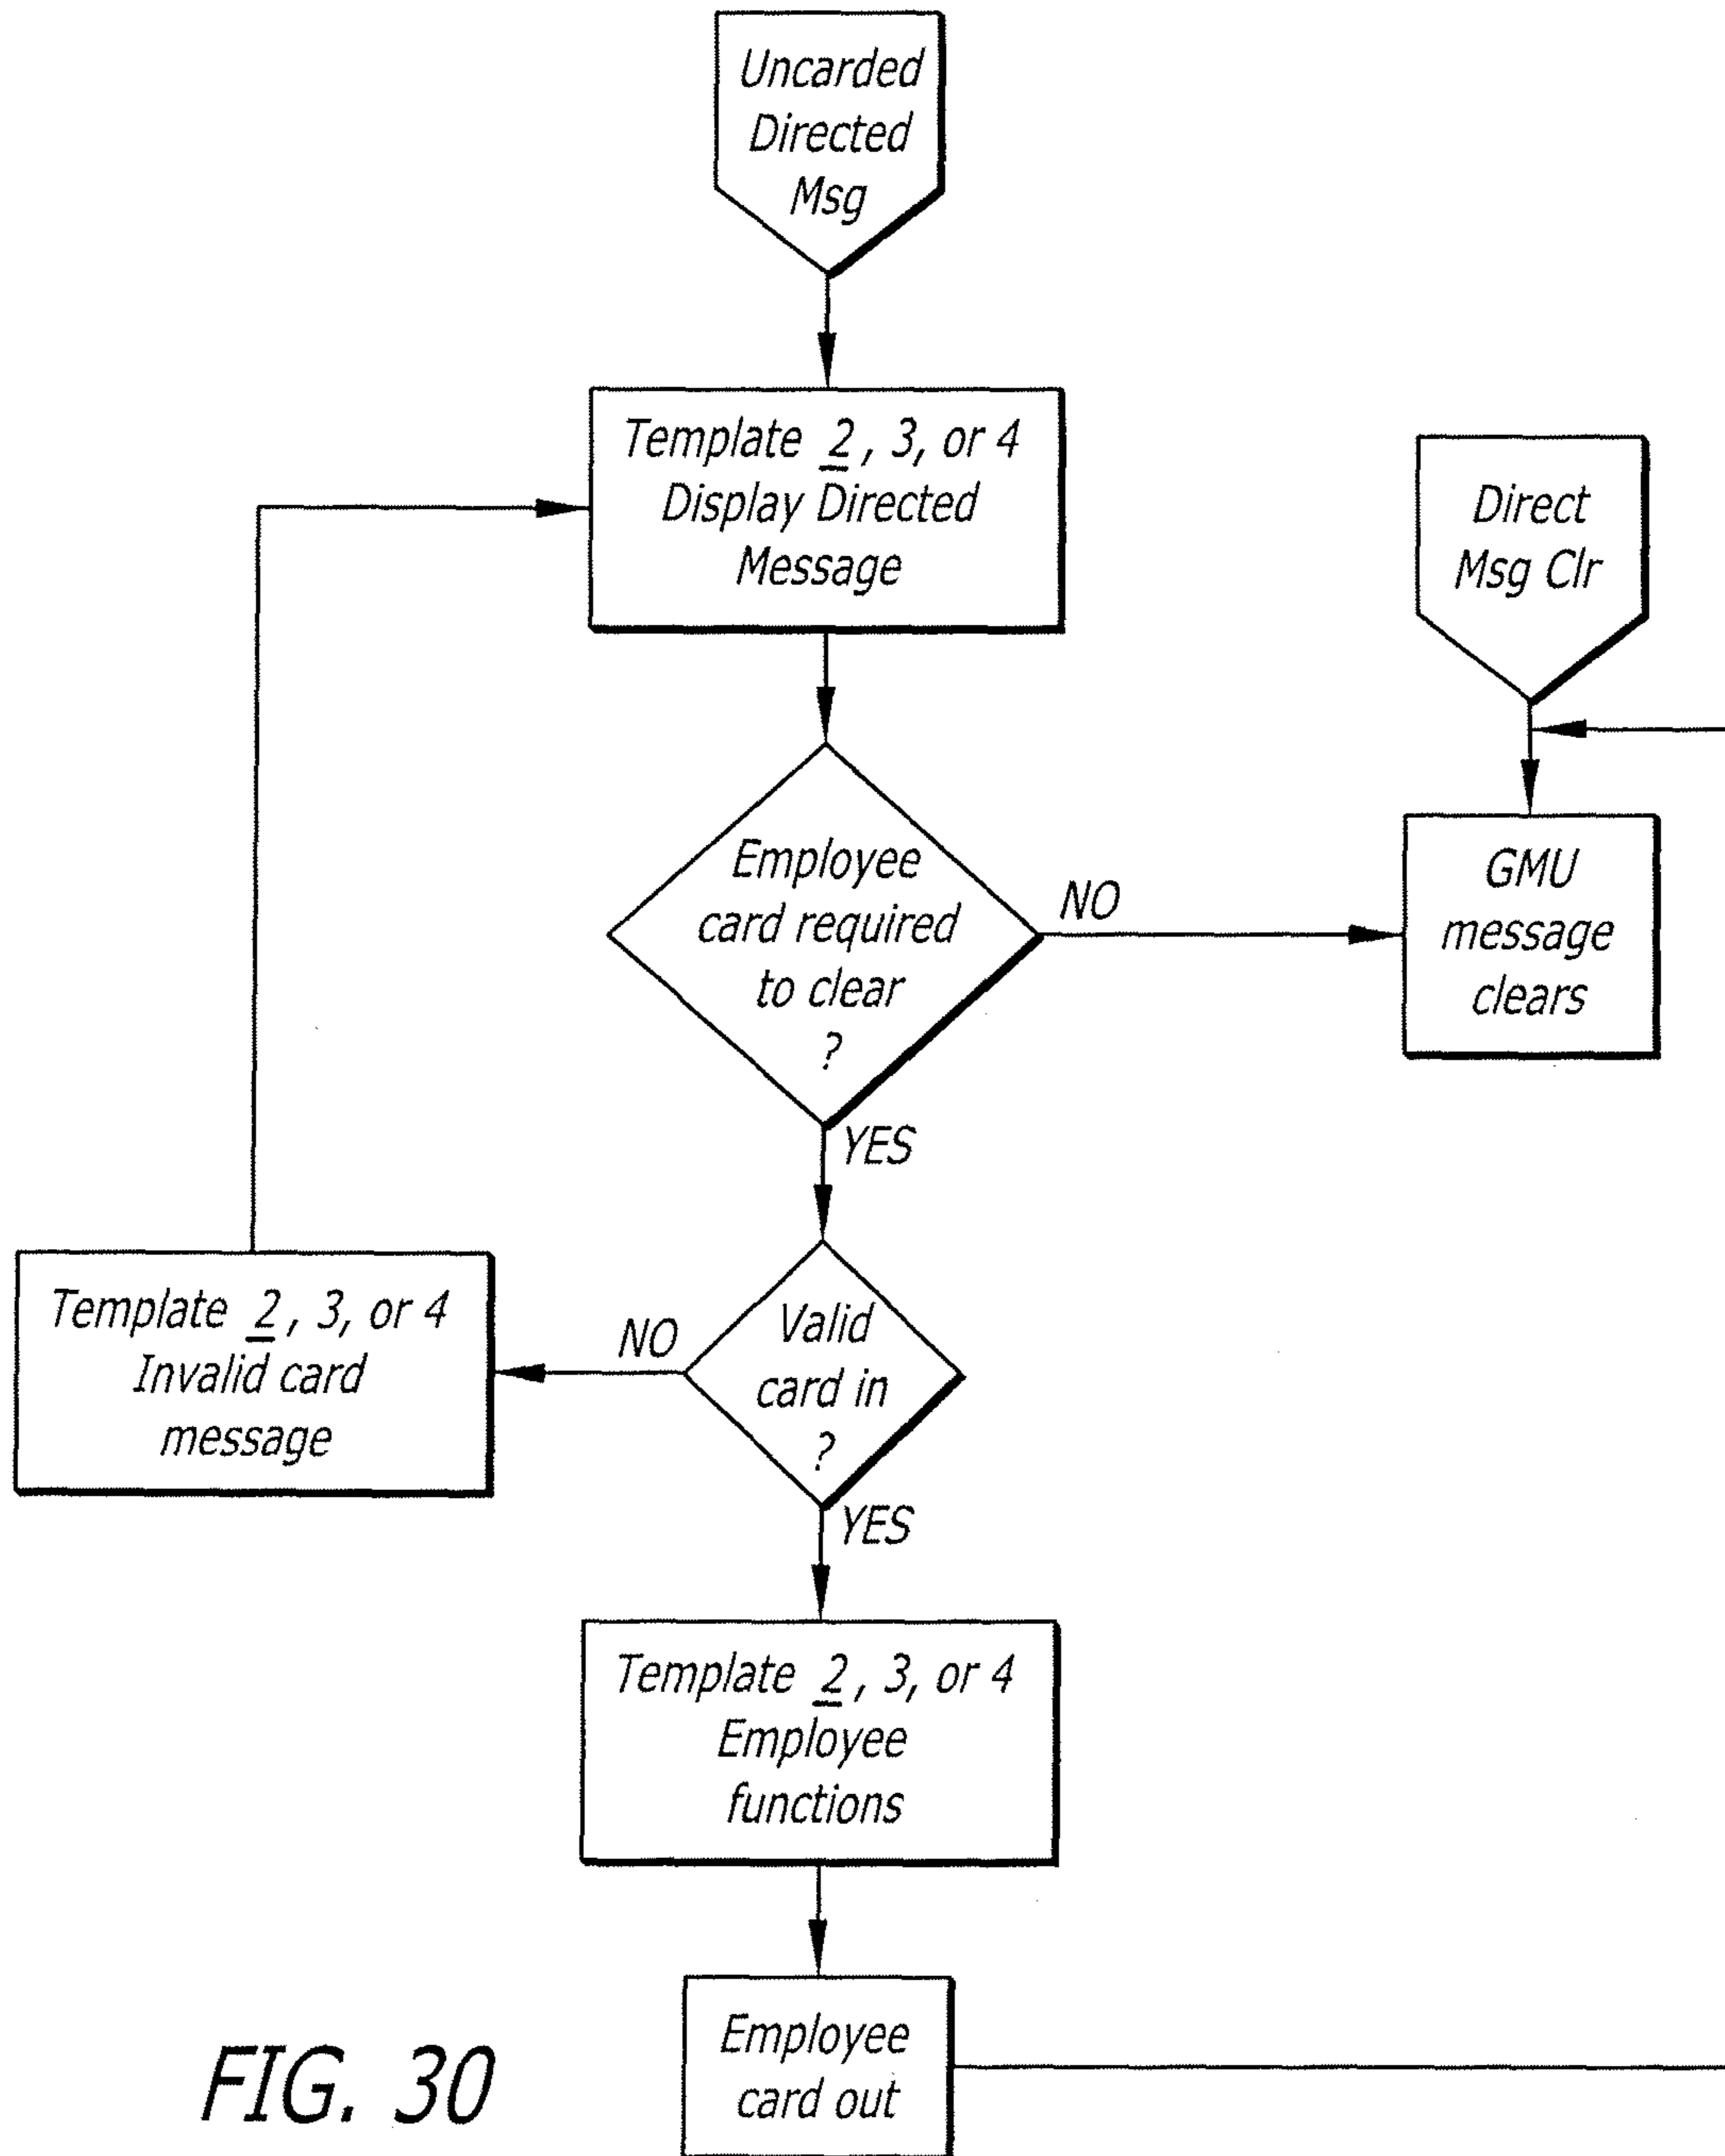 Uncarded
Directed
Msg
Template 2, 3, or 4
Display Directed
Message
Direct
Msg Clr
Employee
card required
to clear
?
NO
GMU
message
clears
YES
Template 2, 3, or 4
Invalid card
message
NO
Valid
card in
?
YES
Template 2, 3, or 4
Employee
functions
Employee
card out
FIG. 30